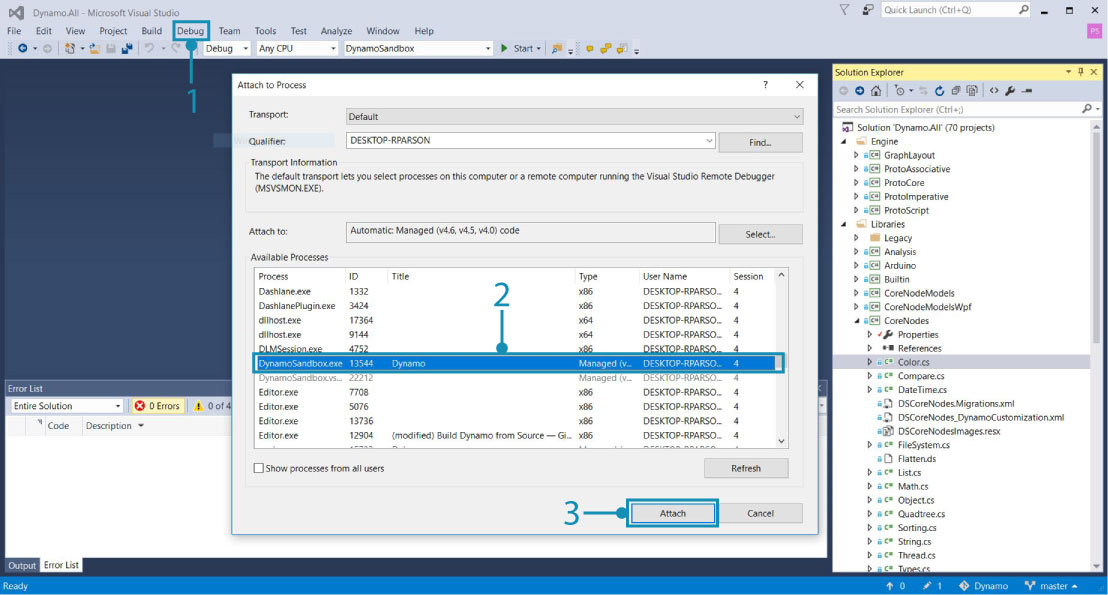 Dynamo.All - Microsoft Visual Studio
Quick Launch (Ctrl+Q)
File Edit View Project Build Debug Team Tools Test Analyze Window Help
PS
Debug Any CPU DynamoSandbox Start
1
Attach to Process ?
Transport: Default
Qualifier: DESKTOP-RPARSON Find...
Transport Information
The default transport lets you select processes on this computer or a remote computer running the Visual Studio Remote Debugger
(MSVSMON.EXE).
Attach to: Automatic: Managed (v4.6, v4.5, v4.0) code Select...
Available Processes
Process ID Title Type User Name Session
Dashlane.exe 1332 x86 DESKTOP-RPARSO... 4
DashlanePlugin.exe 3424 x86 DESKTOP-RPARSO... 4
dllhost.exe 17364 x64 DESKTOP-RPARSO... 4
dllhost.exe 9144 x64 DESKTOP-RPARSO... 4
DLMSession.exe 4752 x86 DESKTOP-RPARSO... 4
2
DynamoSandbox.exe 13544 Dynamo Managed (v... DESKTOP-RPARSO... 4
DynamoSandbox.vs... 22212 Managed (v... DESKTOP-RPARSO... 4
Editor.exe 7708 x86 DESKTOP-RPARSO... 4
Editor.exe 5076 x86 DESKTOP-RPARSO... 4
Editor.exe 13736 x86 DESKTOP-RPARSO... 4
Editor.exe 12904 (modified) Build Dynamo from Source — Gi... x86 DESKTOP-RPARSO... 4
Show processes from all users Refresh
3 Attach Cancel
Error List
Entire Solution 0 Errors 0 of 4
Code Description
Output Error List
Solution Explorer
Search Solution Explorer (Ctrl+;)
Solution 'Dynamo.All' (70 projects)
Engine
GraphLayout
ProtoAssociative
ProtoCore
ProtoImperative
ProtoScript
Libraries
Legacy
Analysis
Arduino
Builtin
CoreNodeModels
CoreNodeModelsWpf
CoreNodes
Properties
References
Color.cs
Compare.cs
DateTime.cs
DSCoreNodes.Migrations.xml
DSCoreNodes_DynamoCustomization.xml
DSCoreNodesImages.resx
FileSystem.cs
Flatten.ds
List.cs
Math.cs
Object.cs
Quadtree.cs
Sorting.cs
String.cs
Thread.cs
Types.cs
Ready 0 1 Dynamo master